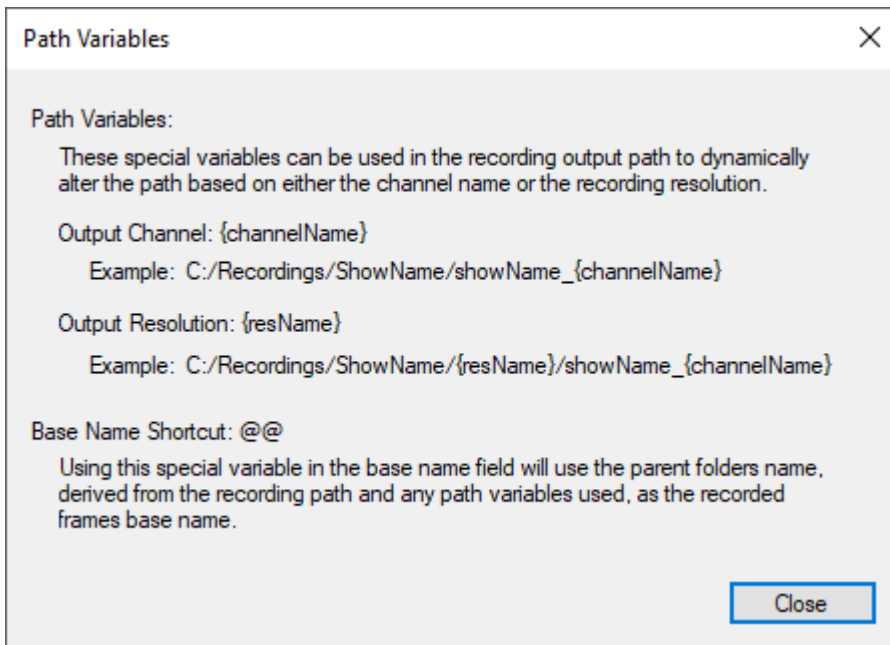 Path Variables
Path Variables:
These special variables can be used in the recording output path to dynamically
alter the path based on either the channel name or the recording resolution.
Output Channel: {channelName}
Example: C:/Recordings/ShowName/showName_{channelName}
Output Resolution: {resName}
Example: C:/Recordings/ShowName/{resName}/showName_{channelName}
Base Name Shortcut: @@
Using this special variable in the base name field will use the parent folders name,
derived from the recording path and any path variables used, as the recorded
frames base name.
Close